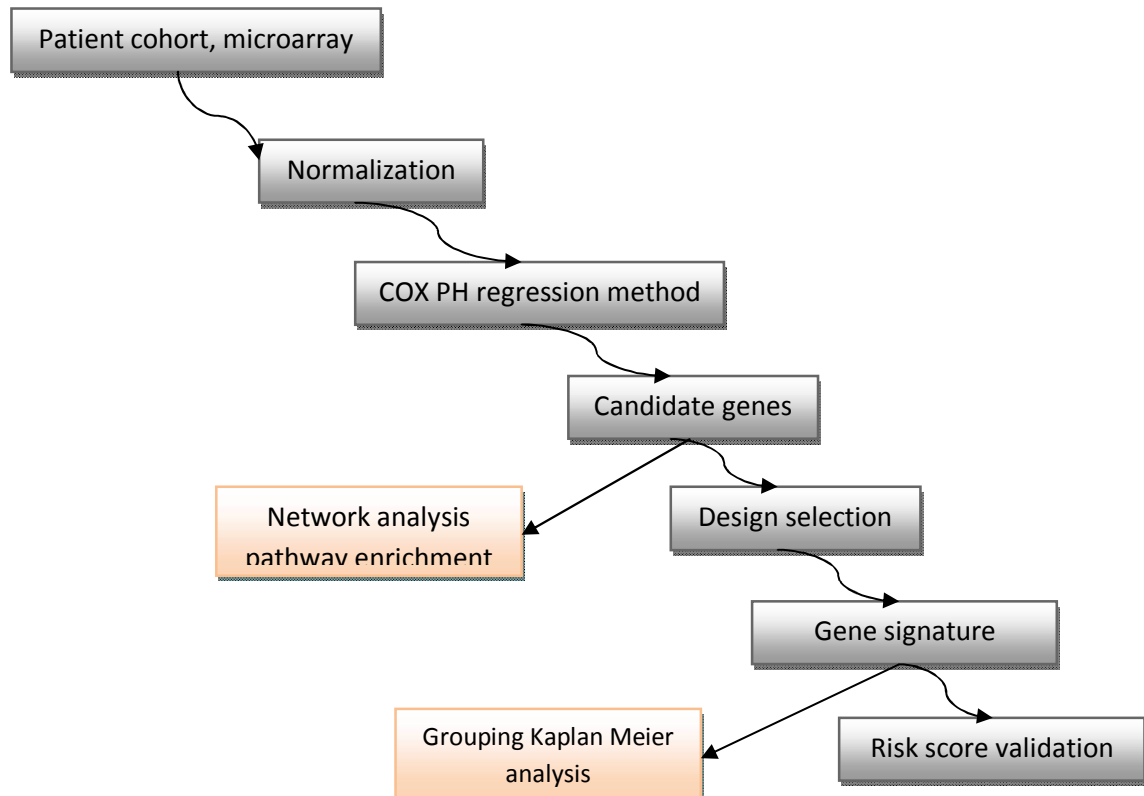 Patient cohort, microarray
Normalization
COX PH regression method
Candidate genes
Network analysis
pathway enrichment
Design selection
Gene signature
Grouping Kaplan Meier
analysis
Risk score validation